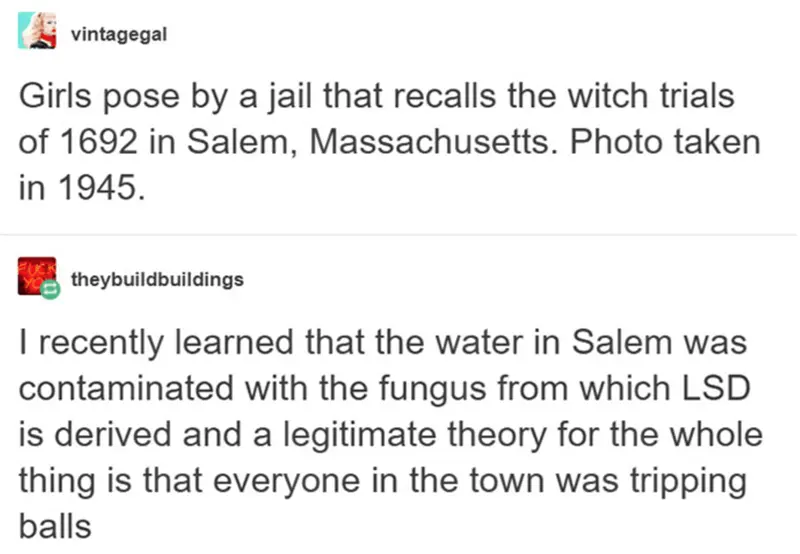 vintagegal
Girls pose by a jail that recalls the witch trials
of 1692 in Salem, Massachusetts. Photo taken
in 1945.
FUCK
YO
theybuildbuildings
I recently learned that the water in Salem was
contaminated with the fungus from which LSD
is derived and a legitimate theory for the whole
thing is that everyone in the town was tripping
balls